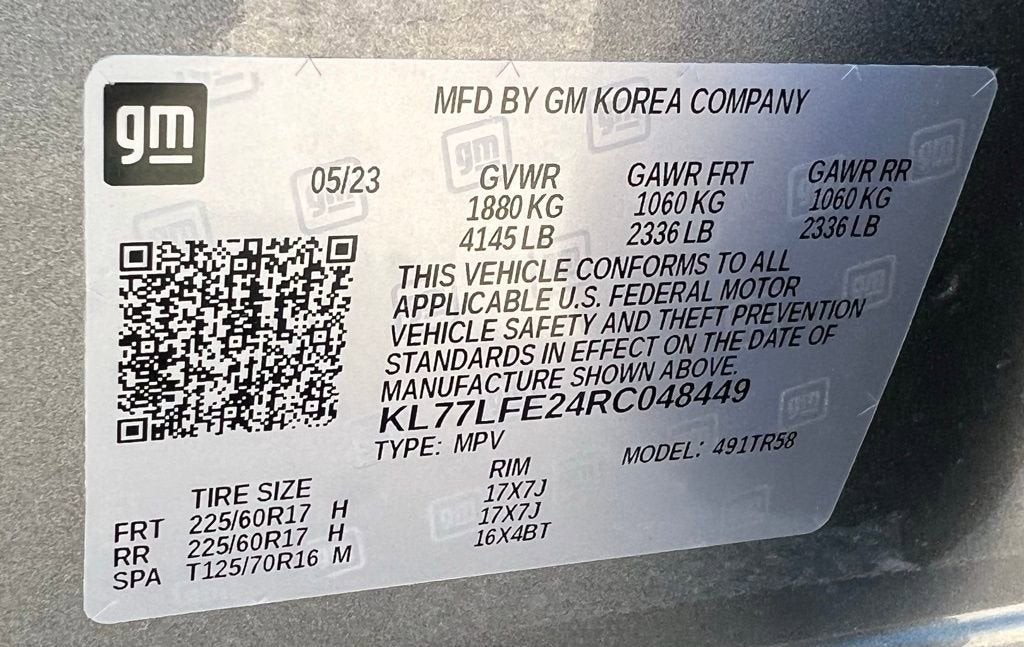 gm
MFD BY GM KOREA COMPANY
05/23 GVWR GAWR FRT GAWR RR
1880 KG 1060 KG 1060 KG
4145 LB 2336 LB 2336 LB
THIS VEHICLE CONFORMS TO ALL
APPLICABLE U.S. FEDERAL MOTOR
VEHICLE SAFETY AND THEFT PREVENTION
STANDARDS IN EFFECT ON THE DATE OF
MANUFACTURE SHOWN ABOVE.
KL77LFE24RC048449
TYPE: MPV MODEL: 491TR58
TIRE SIZE RIM
FRT 225/60R17 H 17X7J
RR 225/60R17 H 17X7J
SPA T125/70R16 M 16X4BT